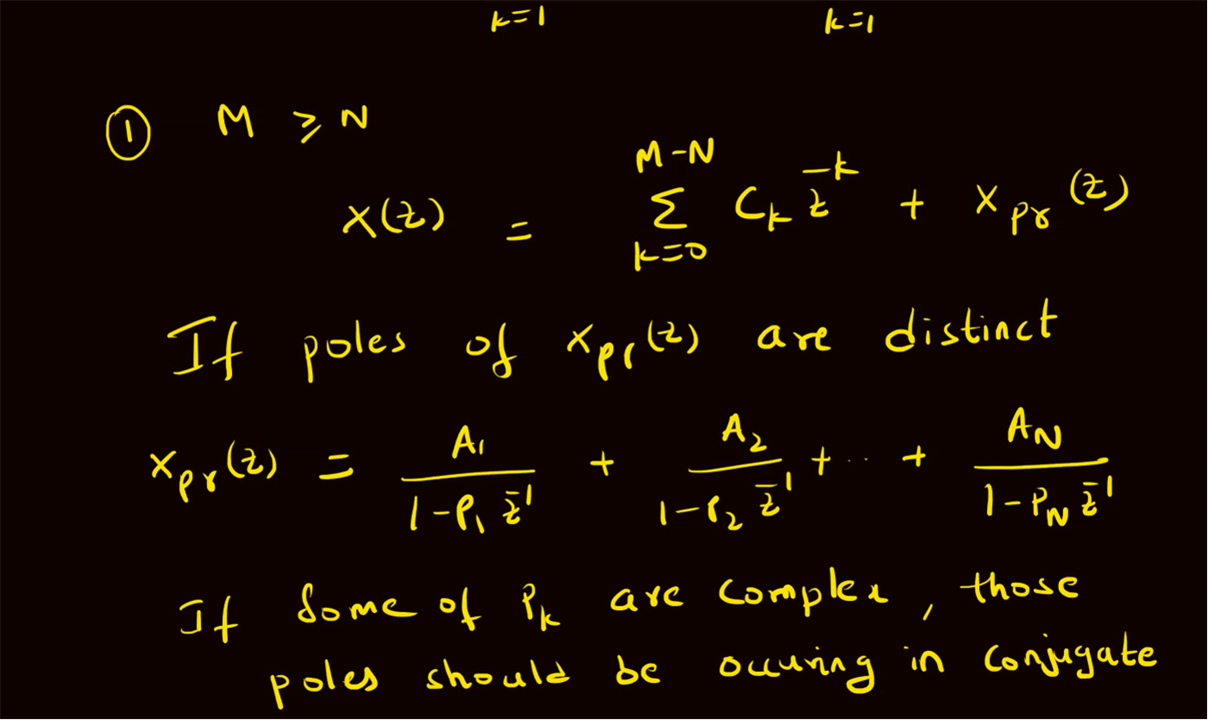 k=1 k=1
① M ≥ N
X(z) = M-N Σ k=0 C_k z^-k + X_pr(z)
If poles of X_pr(z) are distinct
X_pr(z) = A_1 / (1-P_1 z^-1) + A_2 / (1-P_2 z^-1) + .. + A_N / (1-P_N z^-1)
If Some of P_k are complex, those
poles should be occuring in conjugate